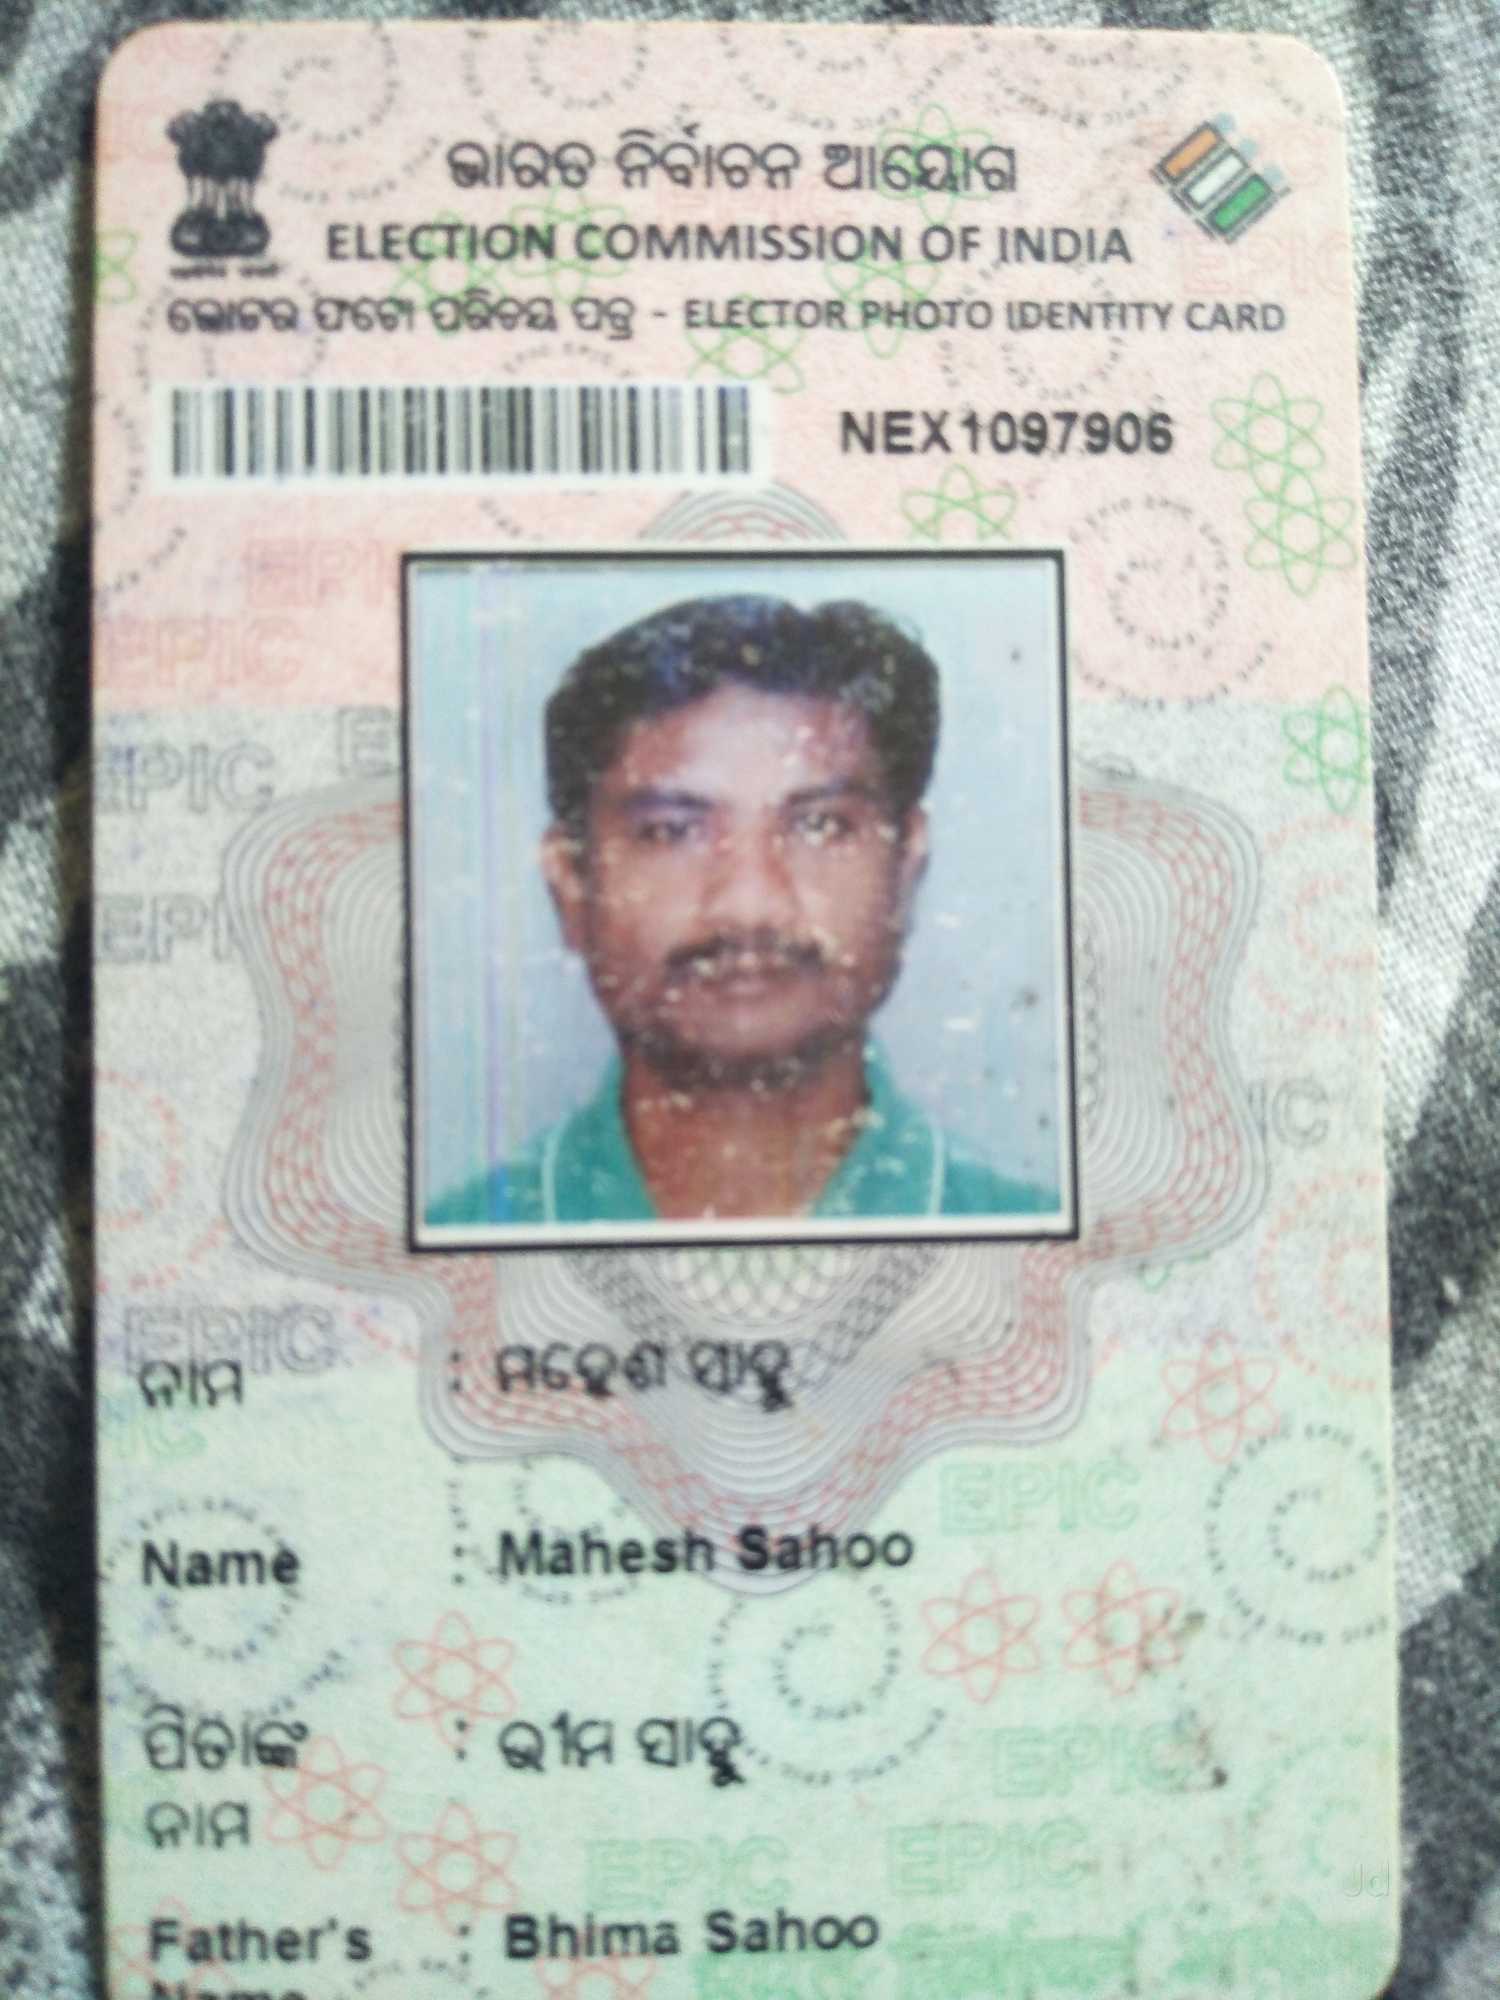 ଭାରତ ନିର୍ବାଚନ ଆୟୋଗ
ELECTION COMMISSION OF INDIA
ଭୋଟର ଫଟୋ ପରିଚୟ ପତ୍ର - ELECTOR PHOTO IDENTITY CARD
NEX1097906
ନାମ : ମହେଶ ସାହୁ
Name : Mahesh Sahoo
ପିତାଙ୍କ : ଭୀମ ସାହୁ
ନାମ
Father's : Bhima Sahoo
Name
Jd